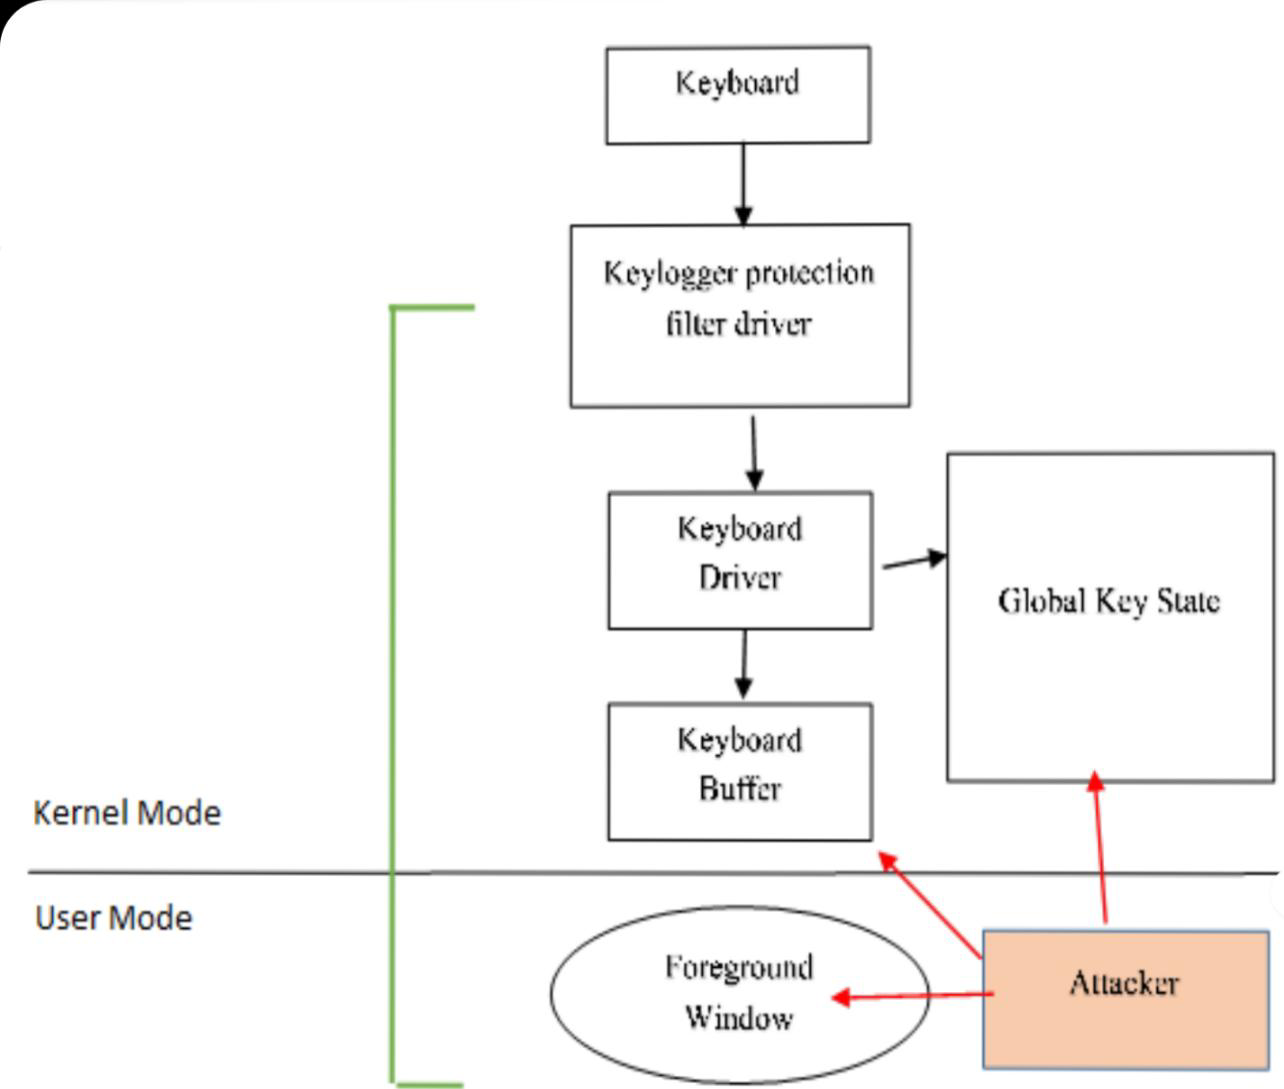 Keyboard
Keylogger protection
filter driver
Keyboard
Driver
Global Key State
Keyboard
Buffer
Kernel Mode
User Mode
Foreground
Window
Attacker